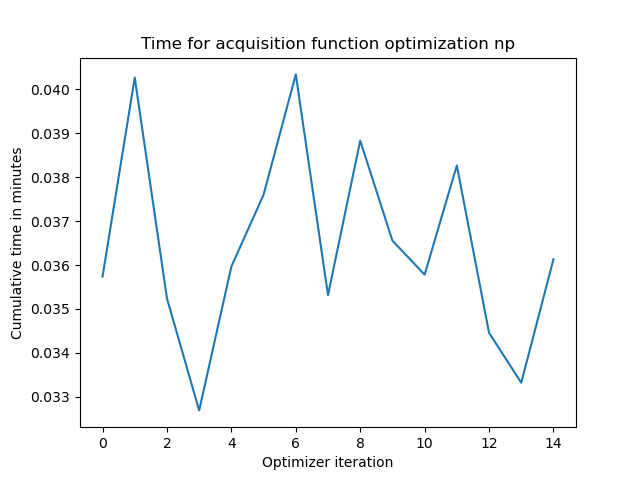 Time for acquisition function optimization np
Cumulative time in minutes
0.040
0.039
0.038
0.037
0.036
0.035
0.034
0.033
0 2 4 6 8 10 12 14
Optimizer iteration